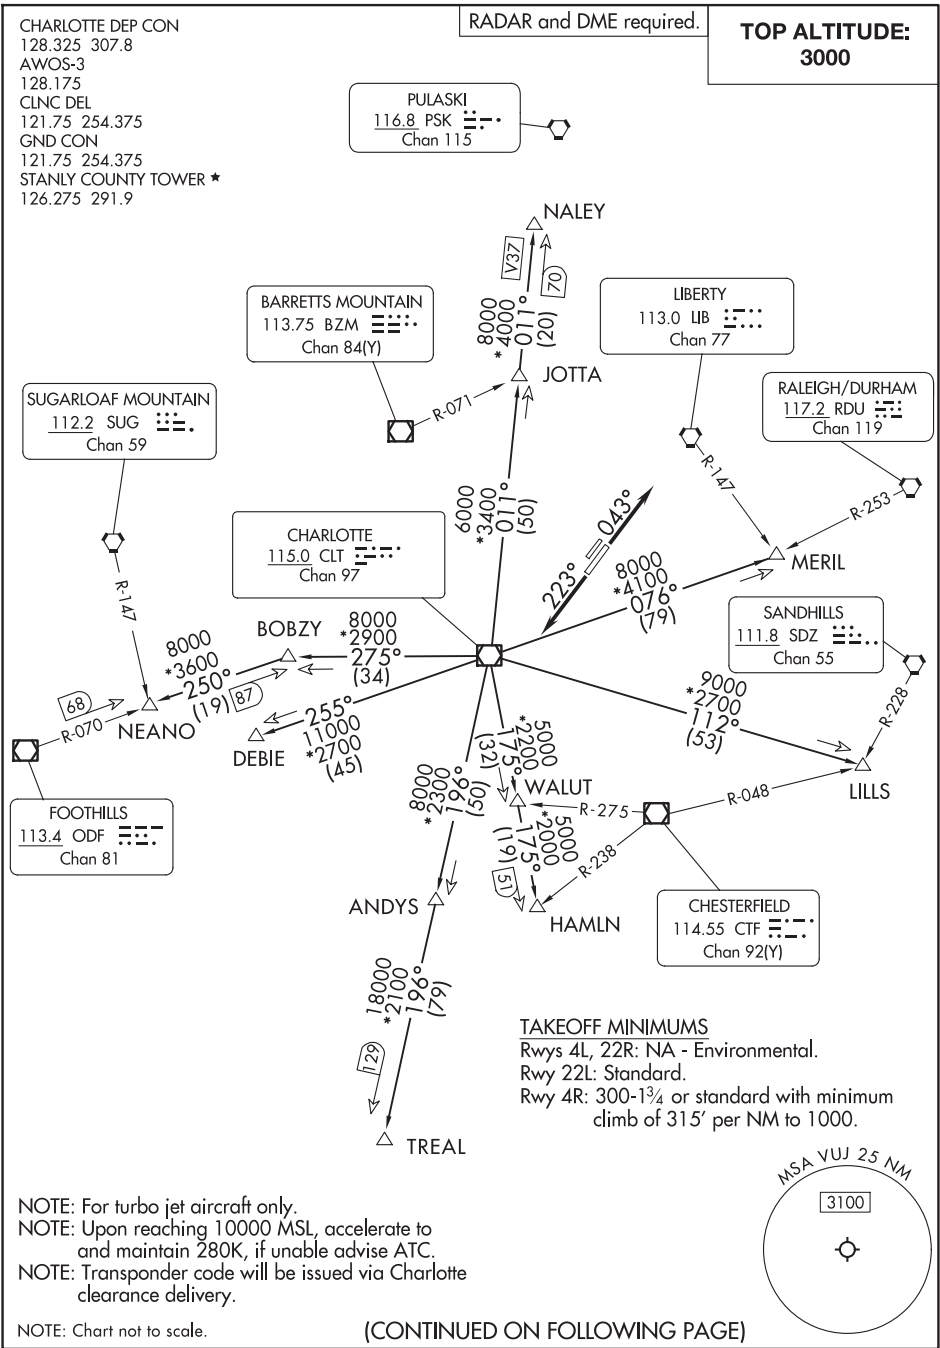 CHARLOTTE DEP CON
128.325 307.8
AWOS-3
128.175
CLNC DEL
121.75 254.375
GND CON
121.75 254.375
STANLY COUNTY TOWER ★
126.275 291.9
RADAR and DME required.
TOP ALTITUDE:
3000
PULASKI
116.8 PSK
Chan 115
NALEY
V37
70
8000
*4000
011°
(20)
BARRETTS MOUNTAIN
113.75 BZM
Chan 84(Y)
LIBERTY
113.0 LIB
Chan 77
JOTTA
R-071
SUGARLOAF MOUNTAIN
112.2 SUG
Chan 59
RALEIGH/DURHAM
117.2 RDU
Chan 119
R-147
R-253
6000
*3400
011°
(50)
CHARLOTTE
115.0 CLT
Chan 97
043°
223°
MERIL
8000
*4100
076°
(79)
R-147
SANDHILLS
111.8 SDZ
Chan 55
BOBZY
8000
*2900
275°
(34)
8000
*3600
250°
(19)
87
68
R-070
NEANO
255°
11000
*2700
(45)
DEBIE
9000
*2700
112°
(53)
R-228
LILLS
5000
*2200
175°
(32)
WALUT
R-275
R-048
R-238
8000
*2300
196°
(50)
5000
*2000
175°
(19)
51
FOOTHILLS
113.4 ODF
Chan 81
ANDYS
HAMLN
CHESTERFIELD
114.55 CTF
Chan 92(Y)
18000
*2100
196°
(79)
129
TREAL
TAKEOFF MINIMUMS
Rwys 4L, 22R: NA - Environmental.
Rwy 22L: Standard.
Rwy 4R: 300-1¾ or standard with minimum
climb of 315' per NM to 1000.
MSA VUJ 25 NM
3100
NOTE: For turbo jet aircraft only.
NOTE: Upon reaching 10000 MSL, accelerate to
and maintain 280K, if unable advise ATC.
NOTE: Transponder code will be issued via Charlotte
clearance delivery.
NOTE: Chart not to scale.
(CONTINUED ON FOLLOWING PAGE)